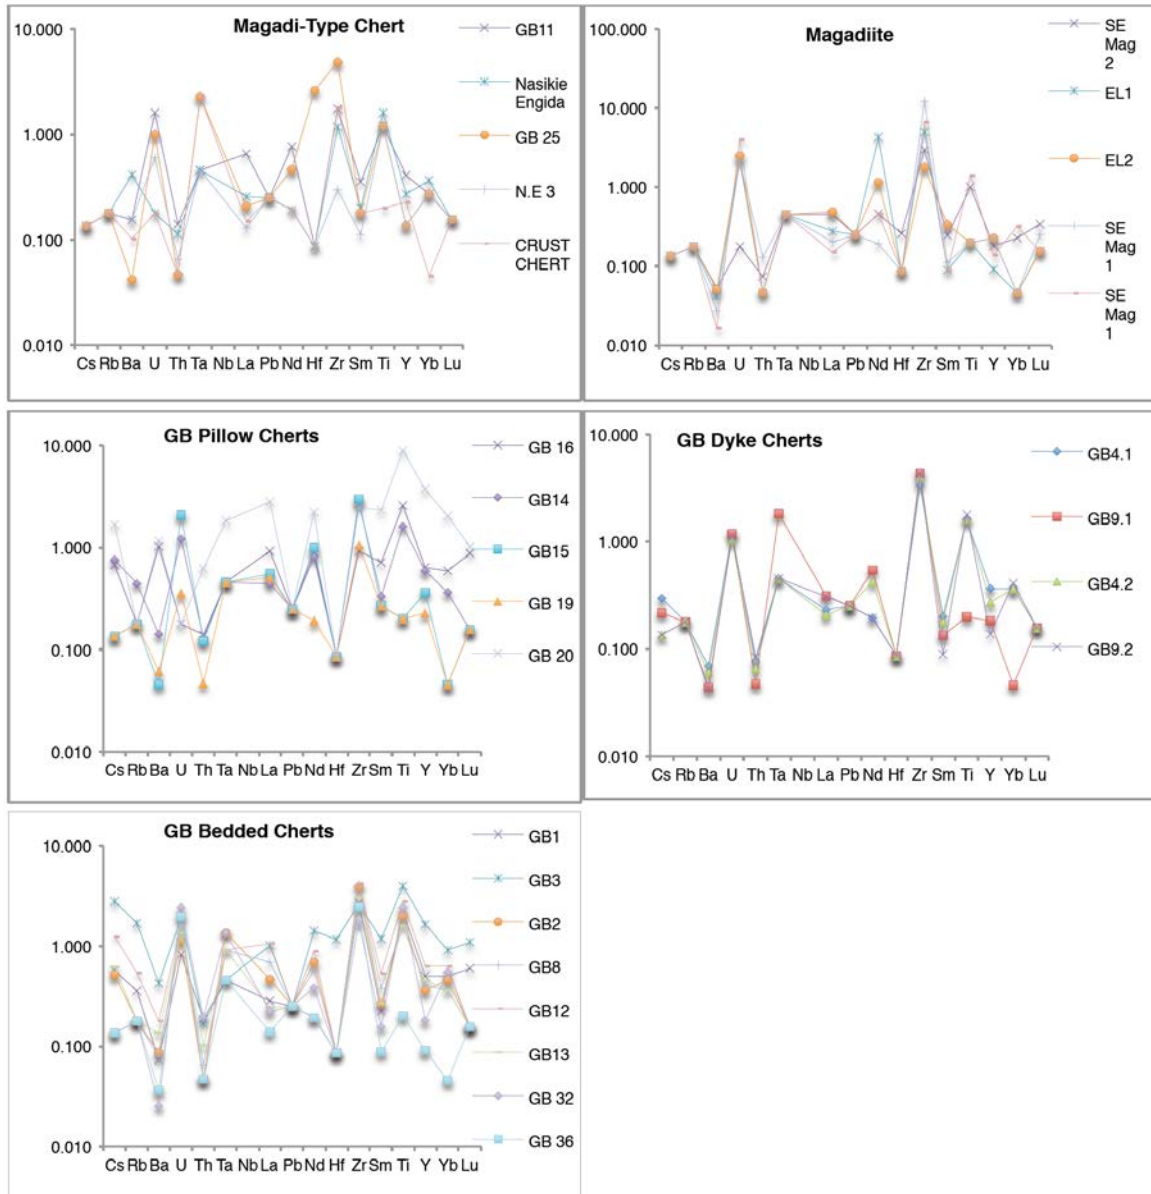 Magadi-Type Chert
10.000
1.000
0.100
0.010
Cs Rb Ba U Th Ta Nb La Pb Nd Hf Zr Sm Ti Y Yb Lu
GB11
Nasikie
Engida
GB 25
N.E 3
CRUST
CHERT
Magadiite
100.000
10.000
1.000
0.100
0.010
Cs Rb Ba U Th Ta Nb La Pb Nd Hf Zr Sm Ti Y Yb Lu
SE
Mag
2
EL1
EL2
SE
Mag
1
SE
Mag
1
GB Pillow Cherts
10.000
1.000
0.100
0.010
Cs Rb Ba U Th Ta Nb La Pb Nd Hf Zr Sm Ti Y Yb Lu
GB 16
GB14
GB15
GB 19
GB 20
GB Dyke Cherts
10.000
1.000
0.100
0.010
Cs Rb Ba U Th Ta Nb La Pb Nd Hf Zr Sm Ti Y Yb Lu
GB4.1
GB9.1
GB4.2
GB9.2
GB Bedded Cherts
10.000
1.000
0.100
0.010
Cs Rb Ba U Th Ta Nb La Pb Nd Hf Zr Sm Ti Y Yb Lu
GB1
GB3
GB2
GB8
GB12
GB13
GB 32
GB 36